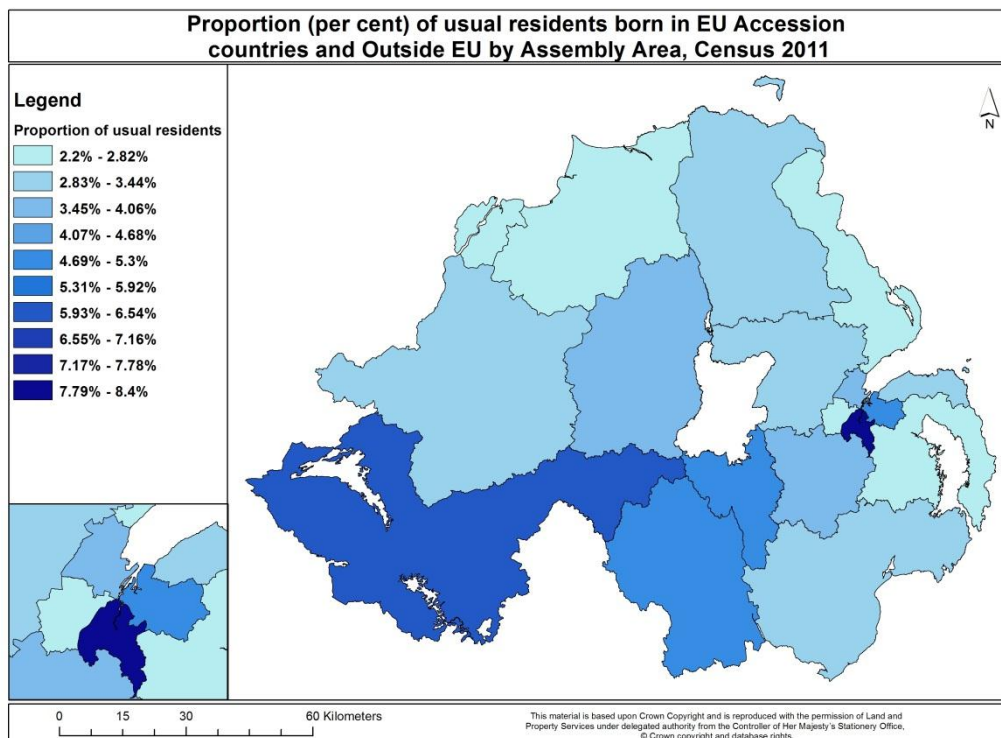 Proportion (per cent) of usual residents born in EU Accession
countries and Outside EU by Assembly Area, Census 2011
Legend
Proportion of usual residents
2.2% - 2.82%
2.83% - 3.44%
3.45% - 4.06%
4.07% - 4.68%
4.69% - 5.3%
5.31% - 5.92%
5.93% - 6.54%
6.55% - 7.16%
7.17% - 7.78%
7.79% - 8.4%
N
0 15 30 60 Kilometers
This material is based upon Crown Copyright and is reproduced with the permission of Land and
Property Services under delegated authority from the Controller of Her Majesty's Stationery Office,
© Crown copyright and database rights.